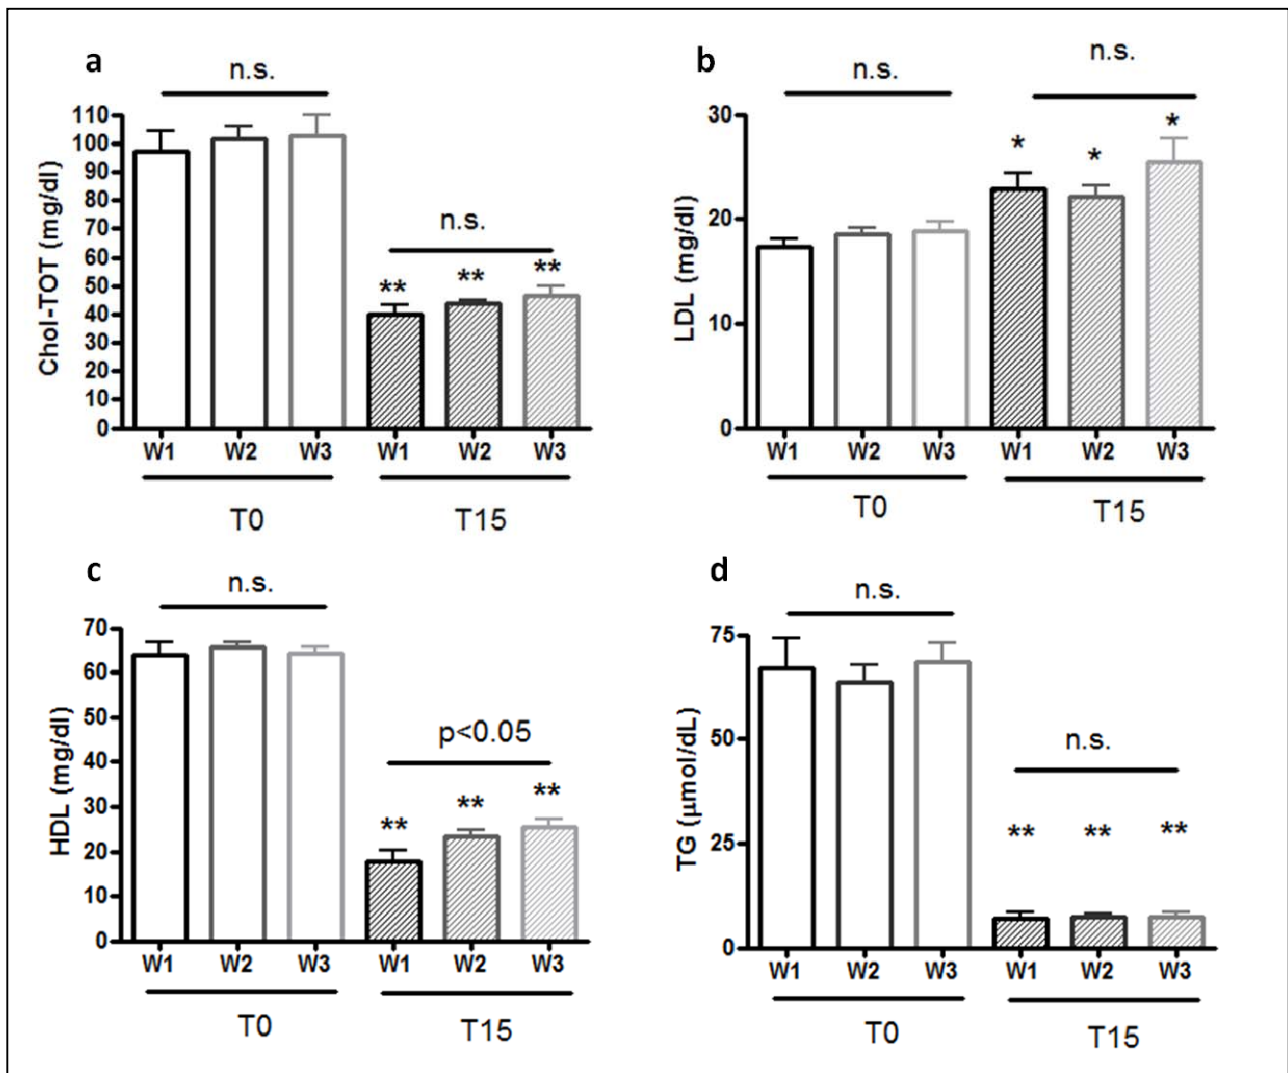 a
n.s.
Chol-TOT (mg/dl)
110
100
90
80
70
60
50
40
30
20
10
0
n.s.
** ** **
W1 W2 W3 W1 W2 W3
T0 T15
b
n.s.
n.s.
LDL (mg/dl)
30
20
10
0
* * *
W1 W2 W3 W1 W2 W3
T0 T15
c
n.s.
HDL (mg/dl)
70
60
50
40
30
20
10
0
p<0.05
** ** **
W1 W2 W3 W1 W2 W3
T0 T15
d
n.s.
TG (μmol/dL)
75
50
25
0
n.s.
** ** **
W1 W2 W3 W1 W2 W3
T0 T15